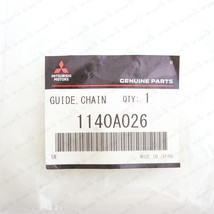 MITSUBISHI
MOTORS
GENUINE PARTS
GUIDE, CHAIN QTY: 1
1140A026
MADE IN JAPAN